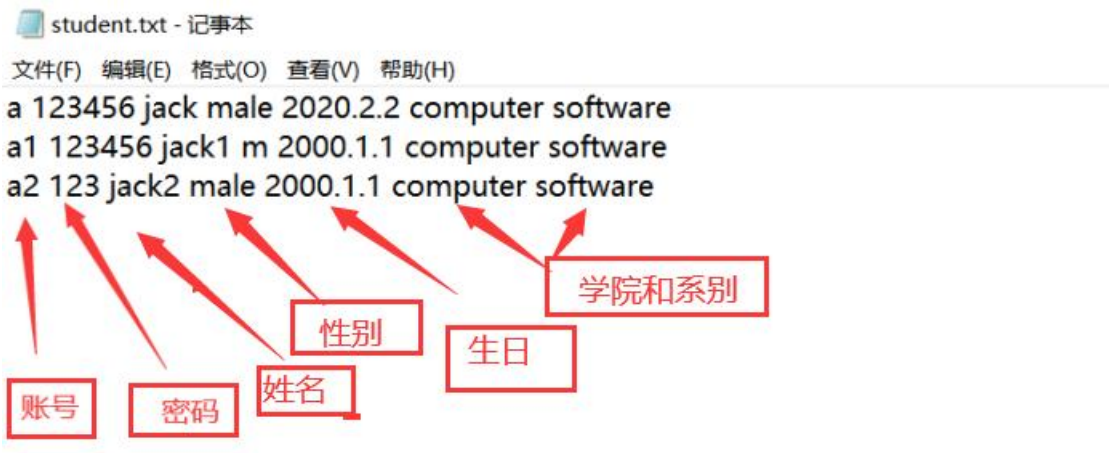 student.txt - 记事本
文件(F) 编辑(E) 格式(O) 查看(V) 帮助(H)
a 123456 jack male 2020.2.2 computer software
a1 123456 jack1 m 2000.1.1 computer software
a2 123 jack2 male 2000.1.1 computer software
学院和系别
性别
生日
姓名
账号
密码